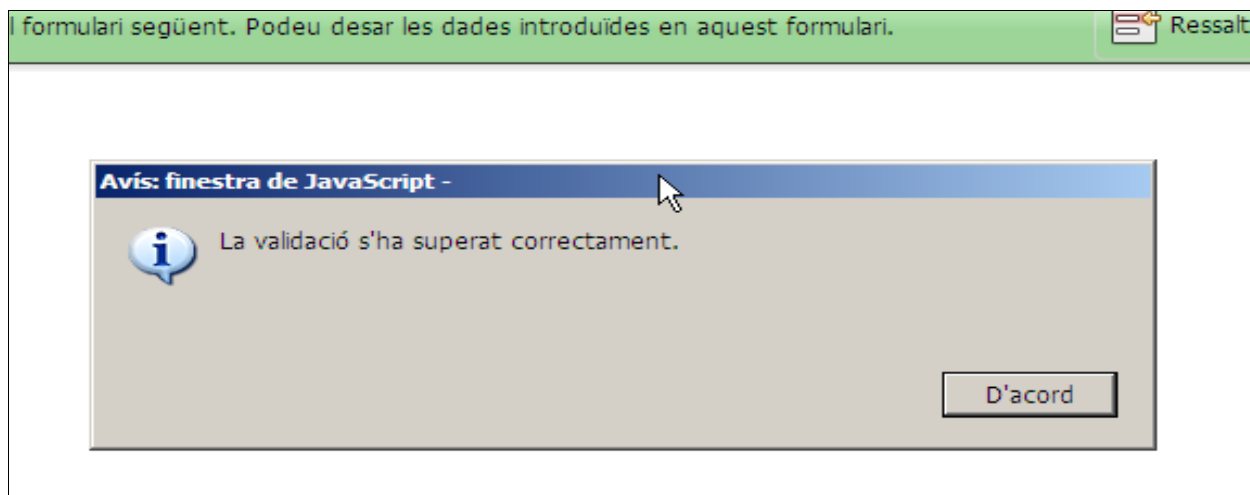 l formulari següent. Podeu desar les dades introduïdes en aquest formulari.
Ressalt
Avís: finestra de JavaScript -
La validació s'ha superat correctament.
D'acord